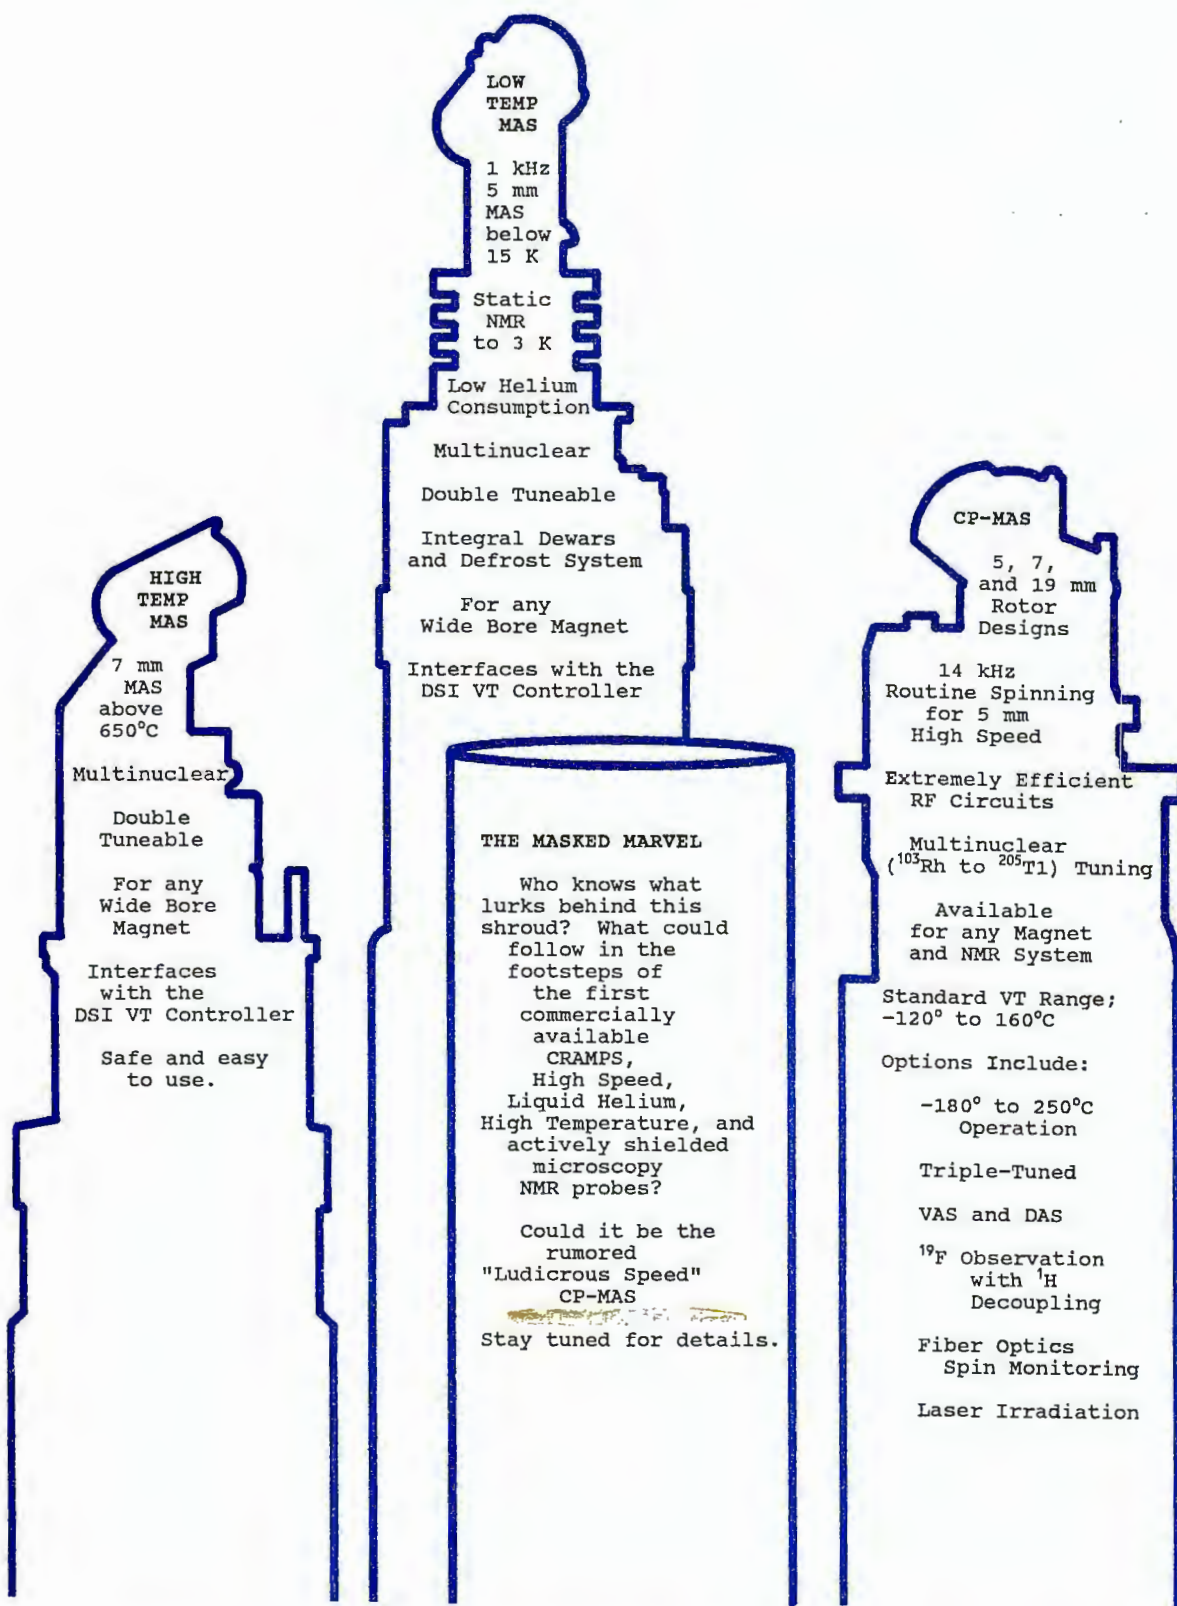 LOW
TEMP
MAS
1 kHz
5 mm
MAS
below
15 K
Static
NMR
to 3 K
Low Helium
Consumption
Multinuclear
Double Tuneable
Integral Dewars
and Defrost System
For any
Wide Bore Magnet
Interfaces with the
DSI VT Controller
HIGH
TEMP
MAS
7 mm
MAS
above
650°C
Multinuclear
Double
Tuneable
For any
Wide Bore
Magnet
Interfaces
with the
DSI VT Controller
Safe and easy
to use.
THE MASKED MARVEL
Who knows what
lurks behind this
shroud? What could
follow in the
footsteps of
the first
commercially
available
CRAMPS,
High Speed,
Liquid Helium,
High Temperature, and
actively shielded
microscopy
NMR probes?
Could it be the
rumored
"Ludicrous Speed"
CP-MAS
Stay tuned for details.
CP-MAS
5, 7,
and 19 mm
Rotor
Designs
14 kHz
Routine Spinning
for 5 mm
High Speed
Extremely Efficient
RF Circuits
Multinuclear
(¹⁰³Rh to ²⁰⁵Tl) Tuning
Available
for any Magnet
and NMR System
Standard VT Range;
-120° to 160°C
Options Include:
-180° to 250°C
Operation
Triple-Tuned
VAS and DAS
¹⁹F Observation
with ¹H
Decoupling
Fiber Optics
Spin Monitoring
Laser Irradiation